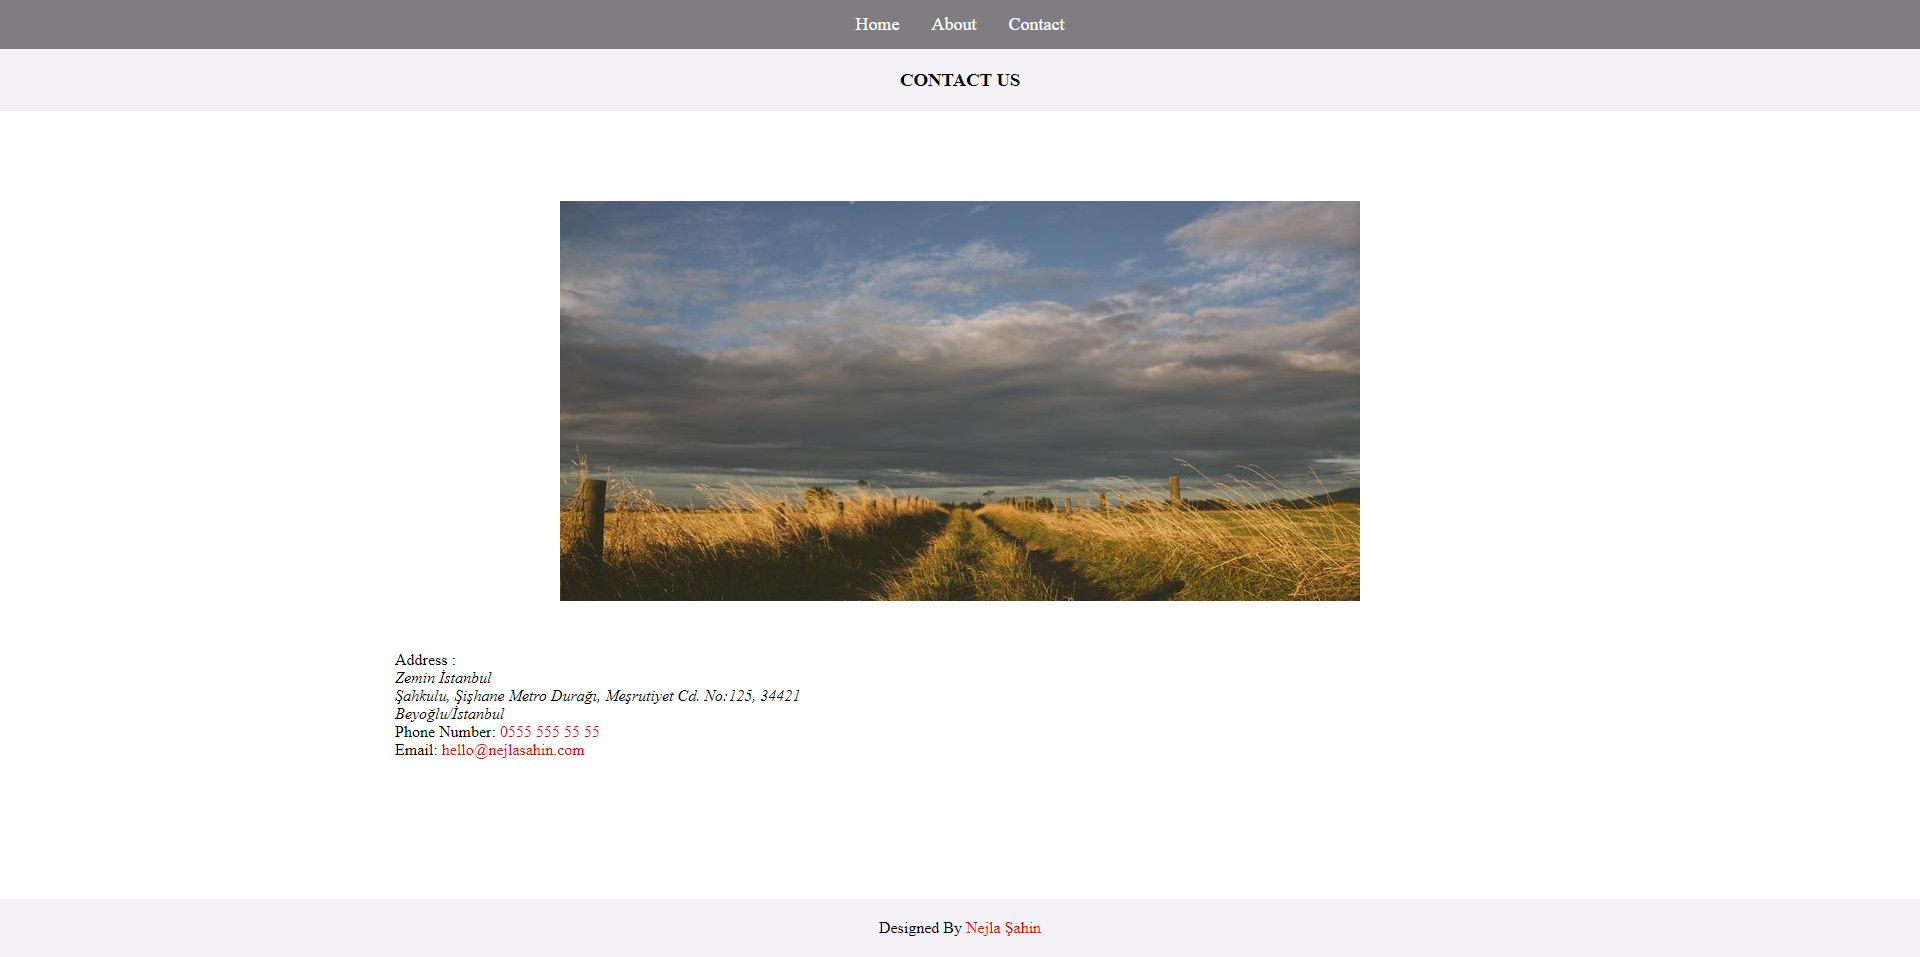 Home About Contact
CONTACT US
Address :
Zemin İstanbul
Şahkulu, Şişhane Metro Durağı, Meşrutiyet Cd. No:125, 34421
Beyoğlu/İstanbul
Phone Number: 0555 555 55 55
Email: hello@nejlasahin.com
Designed By Nejla Şahin